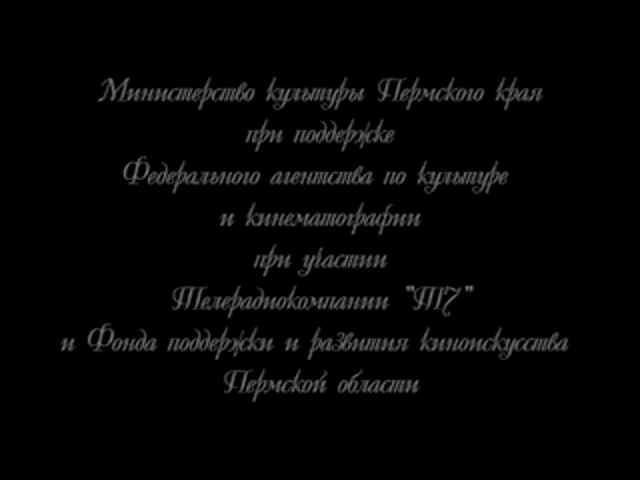 Министерство культуры Пермского края
при поддержке
Федерального агентства по культуре
и кинематографии
при участии
Телерадиокомпании "Т7"
и Фонда поддержки и развития киноискусства
Пермской области